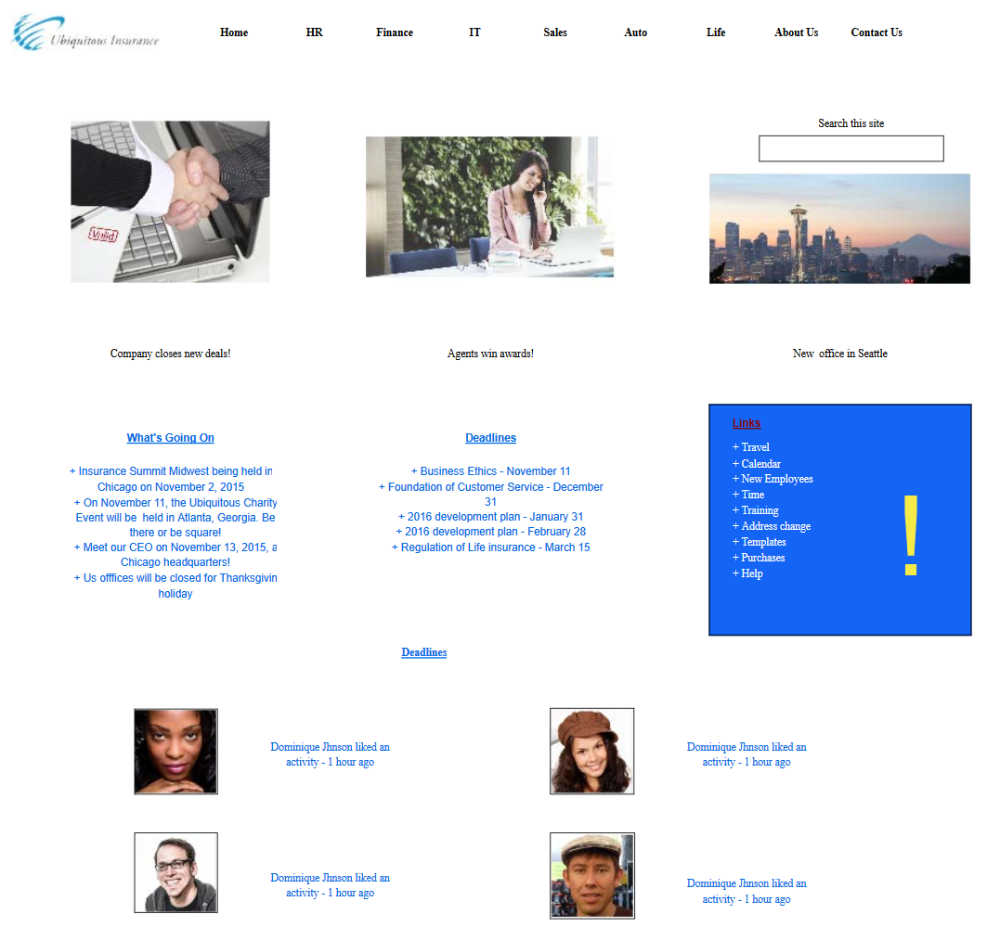 Ubiquitous Insurance
Home HR Finance IT Sales Auto Life About Us Contact Us
Search this site
Valid
Company closes new deals!
Agents win awards!
New office in Seattle
What's Going On
+ Insurance Summit Midwest being held in
Chicago on November 2, 2015
+ On November 11, the Ubiquitous Charity
Event will be held in Atlanta, Georgia. Be
there or be square!
+ Meet our CEO on November 13, 2015, a
Chicago headquarters!
+ Us offfices will be closed for Thanksgivin
holiday
Deadlines
+ Business Ethics - November 11
+ Foundation of Customer Service - December
31
+ 2016 development plan - January 31
+ 2016 development plan - February 28
+ Regulation of Life insurance - March 15
Links
+ Travel
+ Calendar
+ New Employees
+ Time
+ Training
+ Address change
+ Templates
+ Purchases
+ Help
!
Deadlines
Dominique Jhnson liked an
activity - 1 hour ago
Dominique Jhnson liked an
activity - 1 hour ago
Dominique Jhnson liked an
activity - 1 hour ago
Dominique Jhnson liked an
activity - 1 hour ago